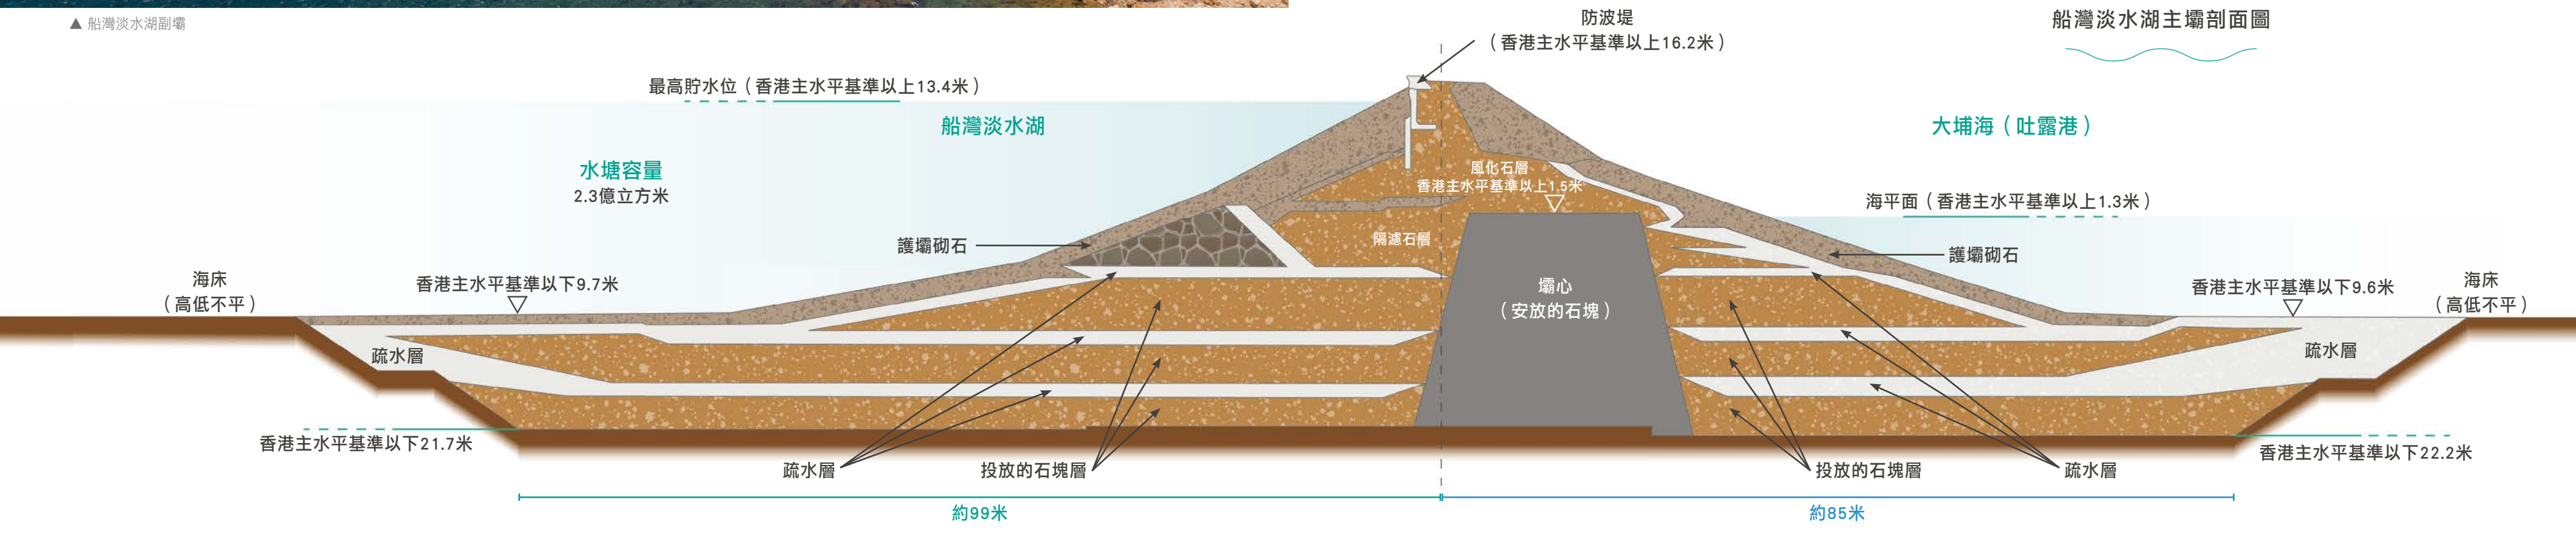 ▲ 船灣淡水湖副壩
船灣淡水湖主壩剖面圖
防波堤
（香港主水平基準以上16.2米）
最高貯水位（香港主水平基準以上13.4米）
船灣淡水湖
大埔海（吐露港）
水塘容量
2.3億立方米
風化石層
香港主水平基準以上1.5米
海平面（香港主水平基準以上1.3米）
護壩砌石
隔濾石層
護壩砌石
海床
（高低不平）
香港主水平基準以下9.7米
壩心
（安放的石塊）
香港主水平基準以下9.6米
海床
（高低不平）
疏水層
疏水層
香港主水平基準以下21.7米
香港主水平基準以下22.2米
疏水層
投放的石塊層
投放的石塊層
疏水層
約99米
約85米